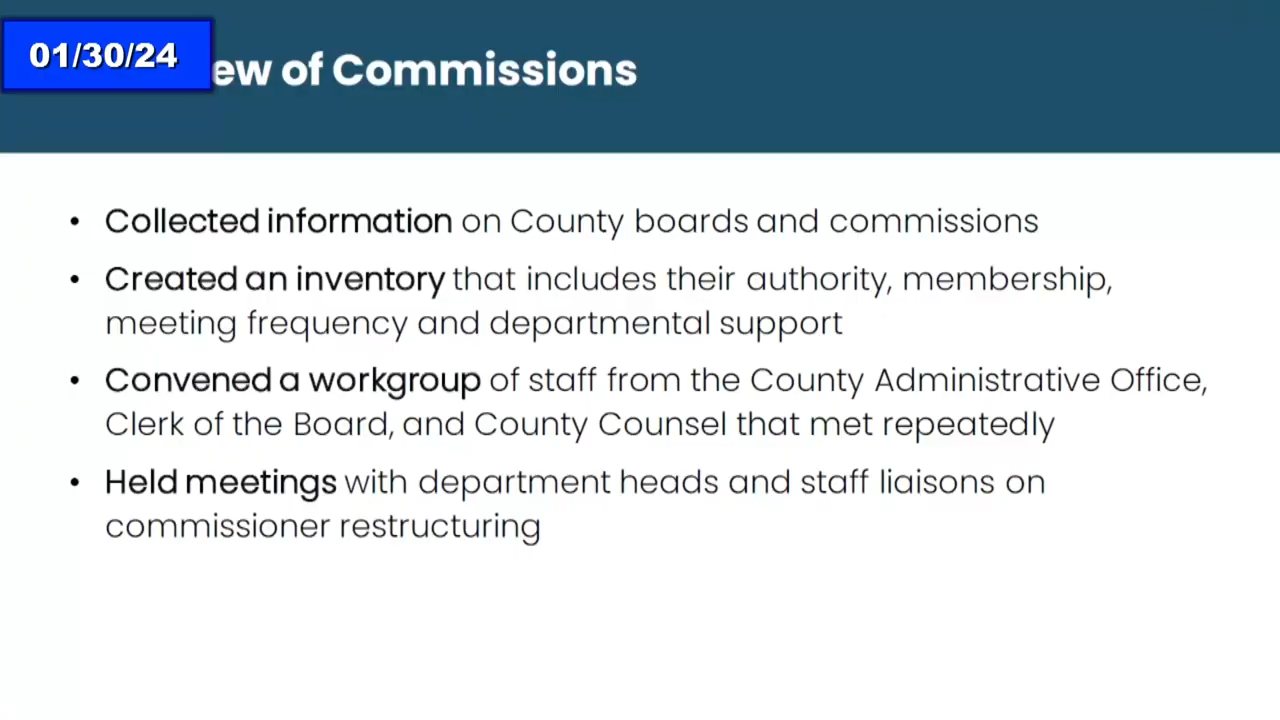 01/30/24
ew of Commissions
• Collected information on County boards and commissions
• Created an inventory that includes their authority, membership,
meeting frequency and departmental support
• Convened a workgroup of staff from the County Administrative Office,
Clerk of the Board, and County Counsel that met repeatedly
• Held meetings with department heads and staff liaisons on
commissioner restructuring